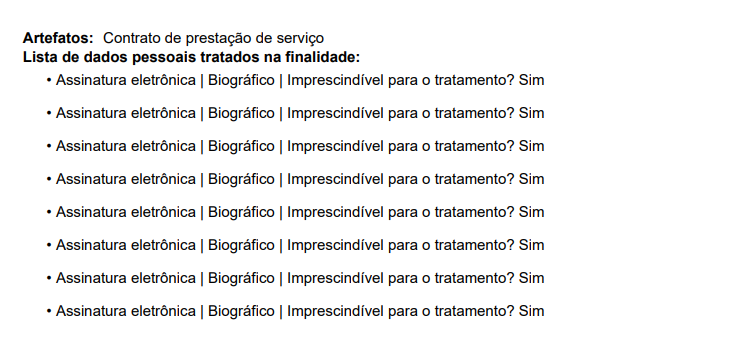 Artefatos: Contrato de prestação de serviço
Lista de dados pessoais tratados na finalidade:
• Assinatura eletrônica | Biográfico | Imprescindível para o tratamento? Sim
• Assinatura eletrônica | Biográfico | Imprescindível para o tratamento? Sim
• Assinatura eletrônica | Biográfico | Imprescindível para o tratamento? Sim
• Assinatura eletrônica | Biográfico | Imprescindível para o tratamento? Sim
• Assinatura eletrônica | Biográfico | Imprescindível para o tratamento? Sim
• Assinatura eletrônica | Biográfico | Imprescindível para o tratamento? Sim
• Assinatura eletrônica | Biográfico | Imprescindível para o tratamento? Sim
• Assinatura eletrônica | Biográfico | Imprescindível para o tratamento? Sim